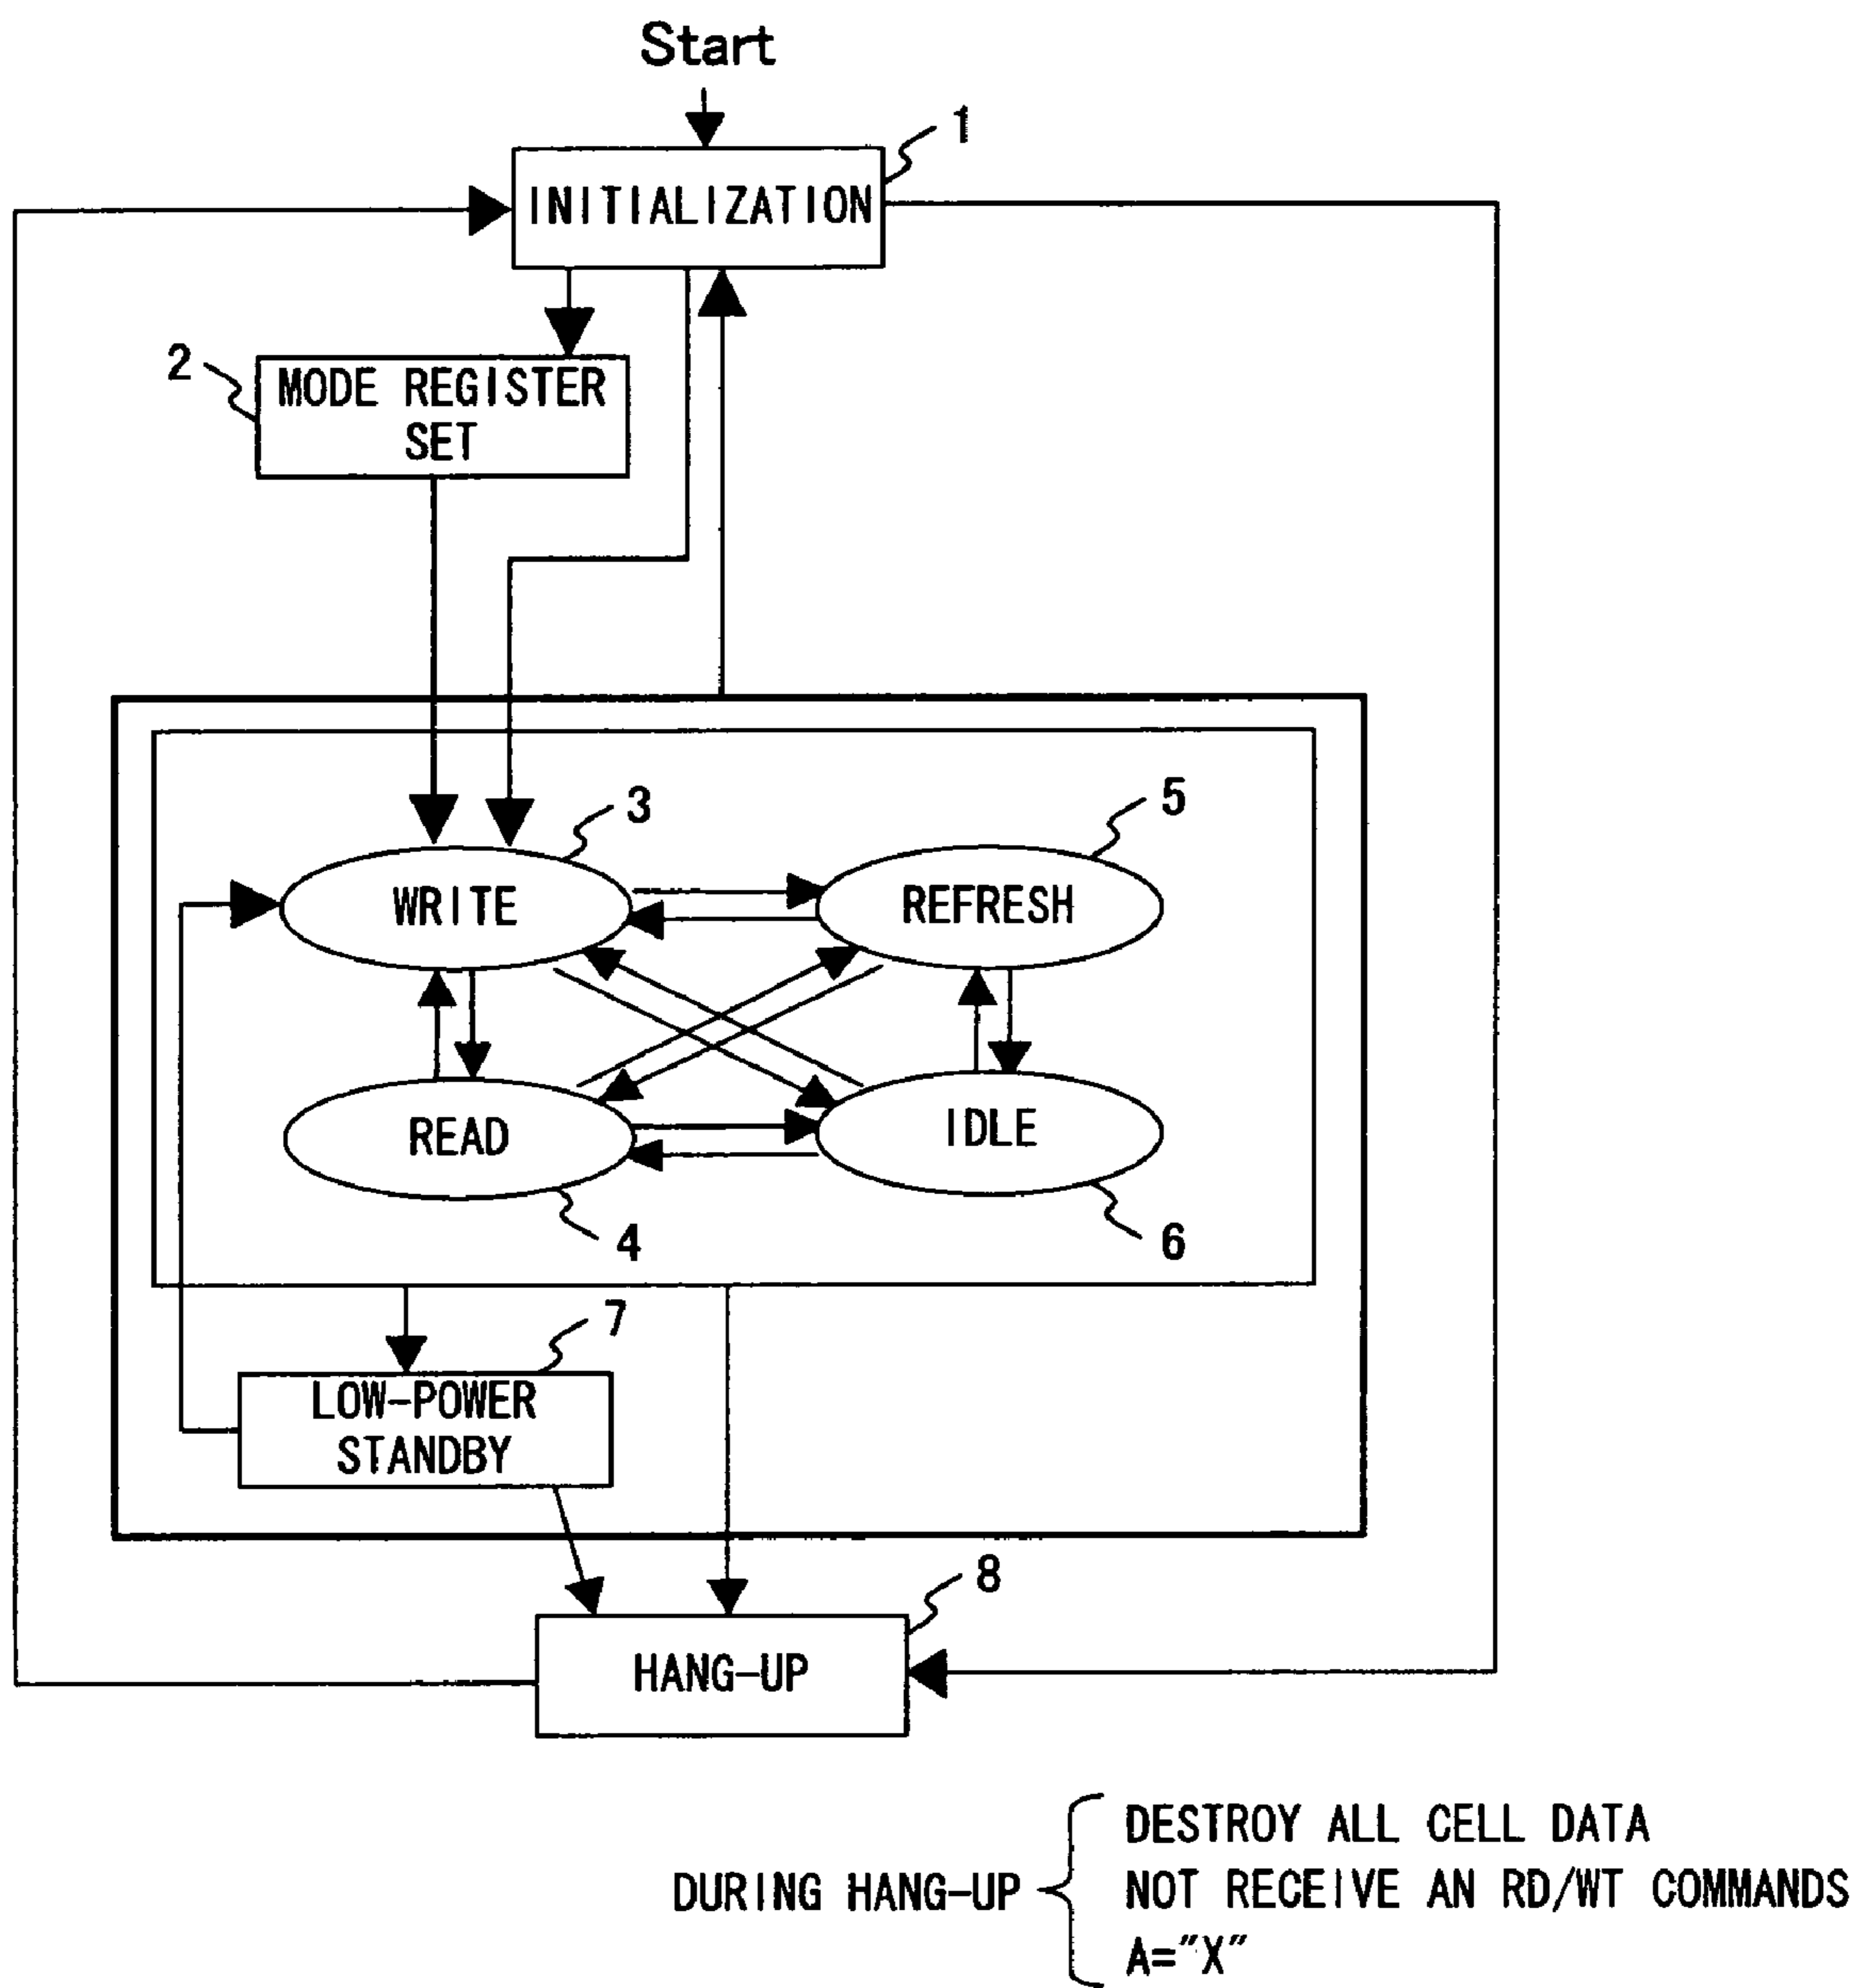 Start
1
INITIALIZATION
2
MODE REGISTER
SET
3
5
WRITE
REFRESH
READ
IDLE
4
6
7
LOW-POWER
STANDBY
8
HANG-UP
DESTROY ALL CELL DATA
DURING HANG-UP
NOT RECEIVE AN RD/WT COMMANDS
A="X"